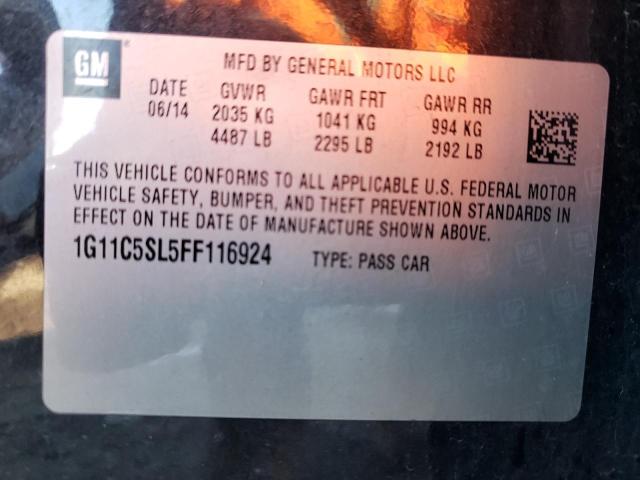 GM
MFD BY GENERAL MOTORS LLC
DATE GVWR GAWR FRT GAWR RR
06/14 2035 KG 1041 KG 994 KG
4487 LB 2295 LB 2192 LB
THIS VEHICLE CONFORMS TO ALL APPLICABLE U.S. FEDERAL MOTOR
VEHICLE SAFETY, BUMPER, AND THEFT PREVENTION STANDARDS IN
EFFECT ON THE DATE OF MANUFACTURE SHOWN ABOVE.
1G11C5SL5FF116924 TYPE: PASS CAR